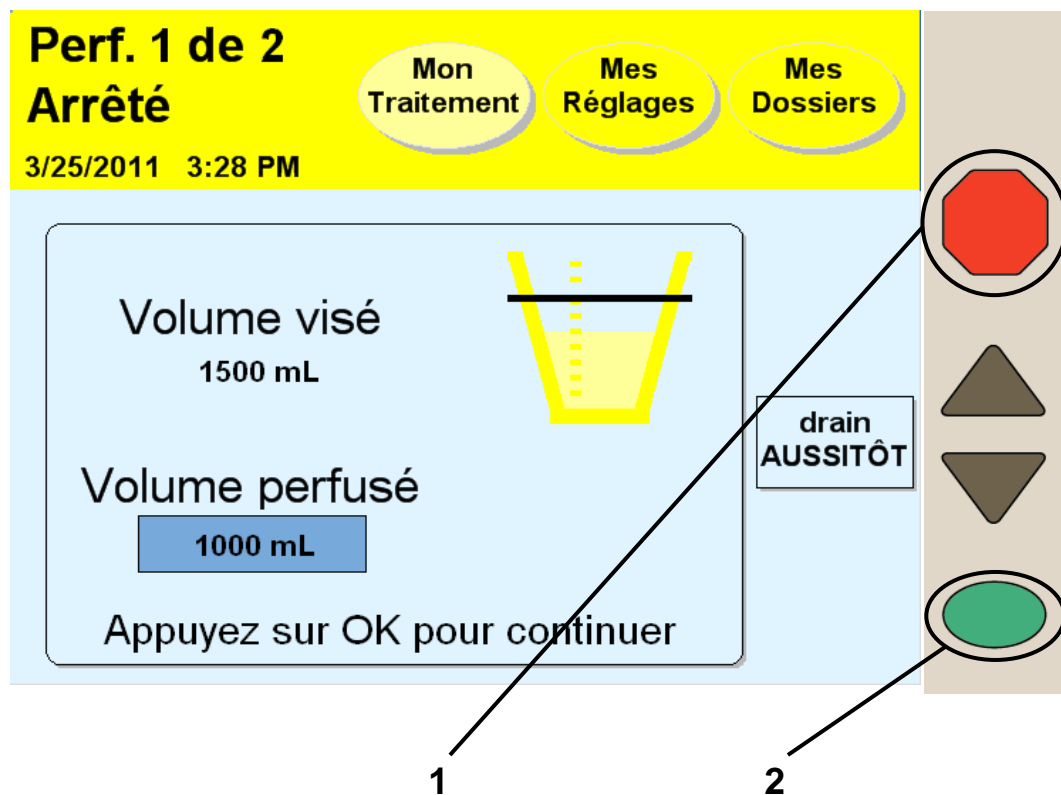 Perf. 1 de 2
Arrêté
3/25/2011 3:28 PM
Mon
Traitement
Mes
Réglages
Mes
Dossiers
Volume visé
1500 mL
Volume perfusé
1000 mL
Appuyez sur OK pour continuer
drain
AUSSITÔT
1
2